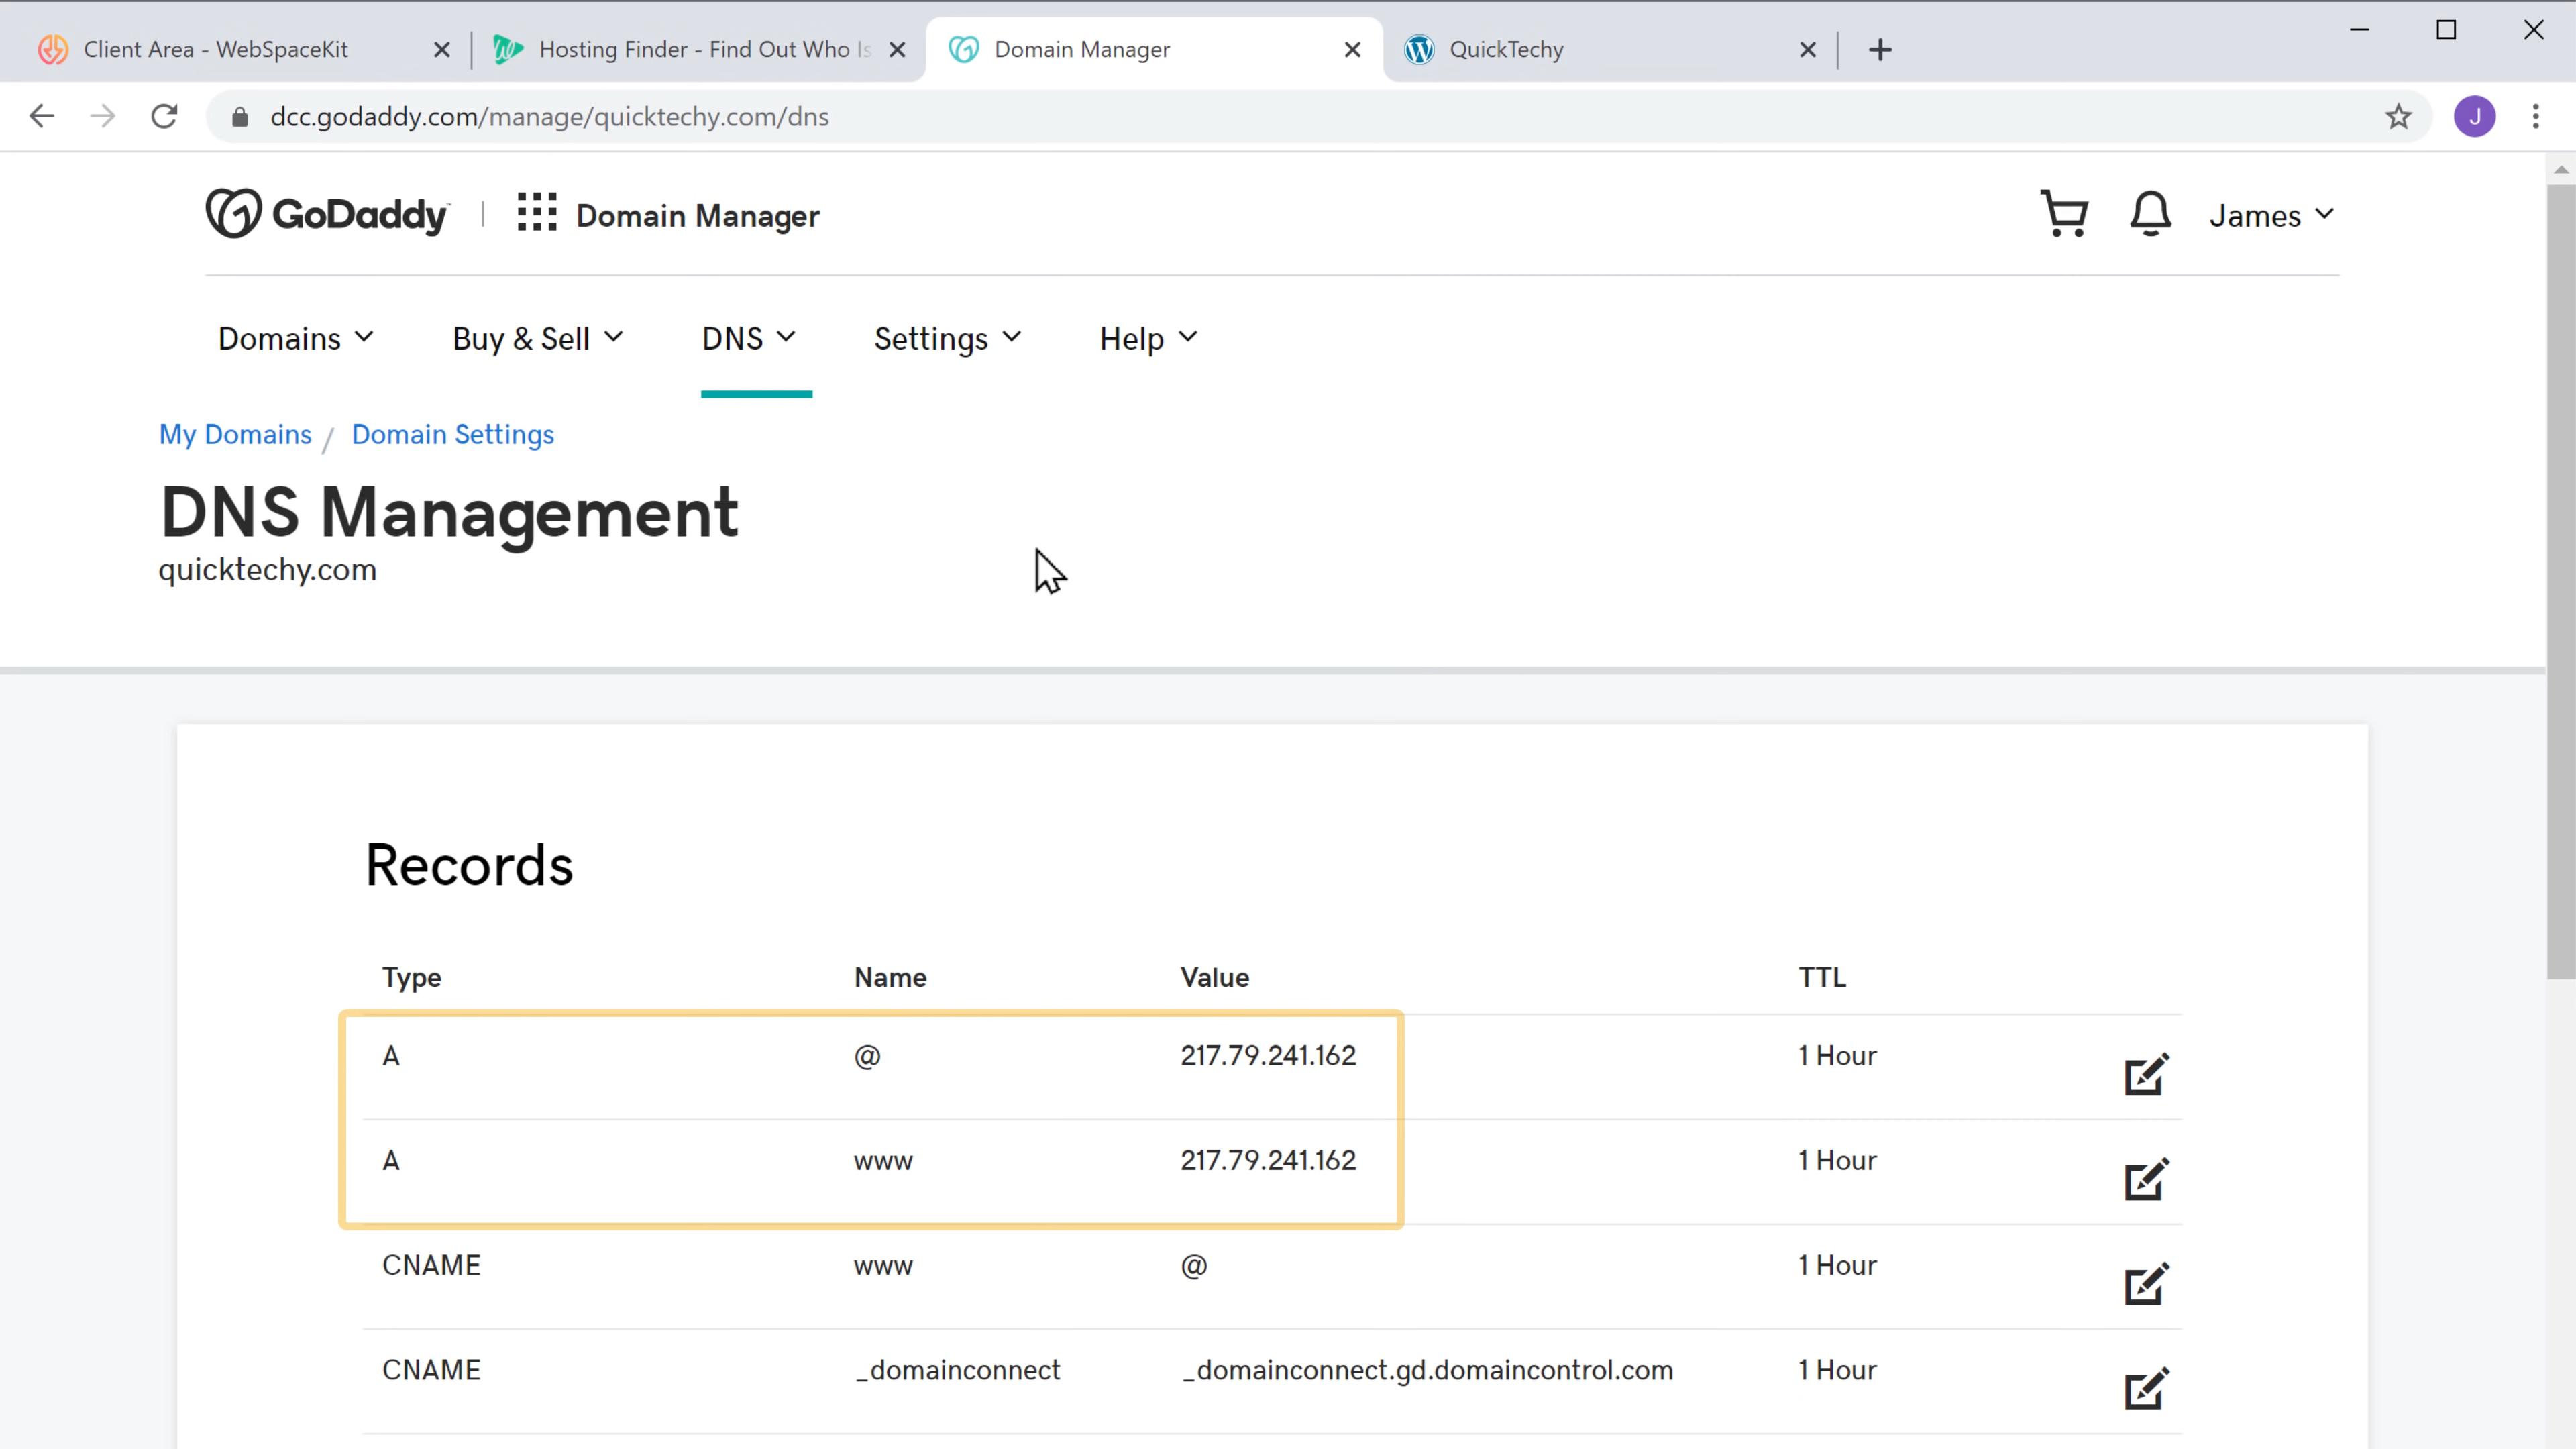 Client Area - WebSpaceKit
Hosting Finder - Find Out Who Is
Domain Manager
QuickTechy
dcc.godaddy.com/manage/quicktechy.com/dns
J
GoDaddy
Domain Manager
James
Domains
Buy & Sell
DNS
Settings
Help
My Domains / Domain Settings
DNS Management
quicktechy.com
Records
Type Name Value TTL
A @ 217.79.241.162 1 Hour
A www 217.79.241.162 1 Hour
CNAME www @ 1 Hour
CNAME _domainconnect _domainconnect.gd.domaincontrol.com 1 Hour